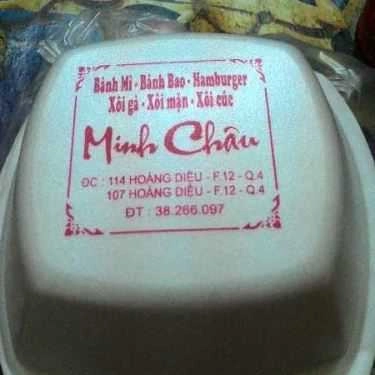 Bánh Mì - Bánh Bao - Hamburger
Xôi gà - Xôi mặn - Xôi cúc
Minh Châu
ĐC : 114 HOÀNG DIỆU - F.12 - Q.4
107 HOÀNG DIỆU - F.12 - Q.4
ĐT : 38.266.097